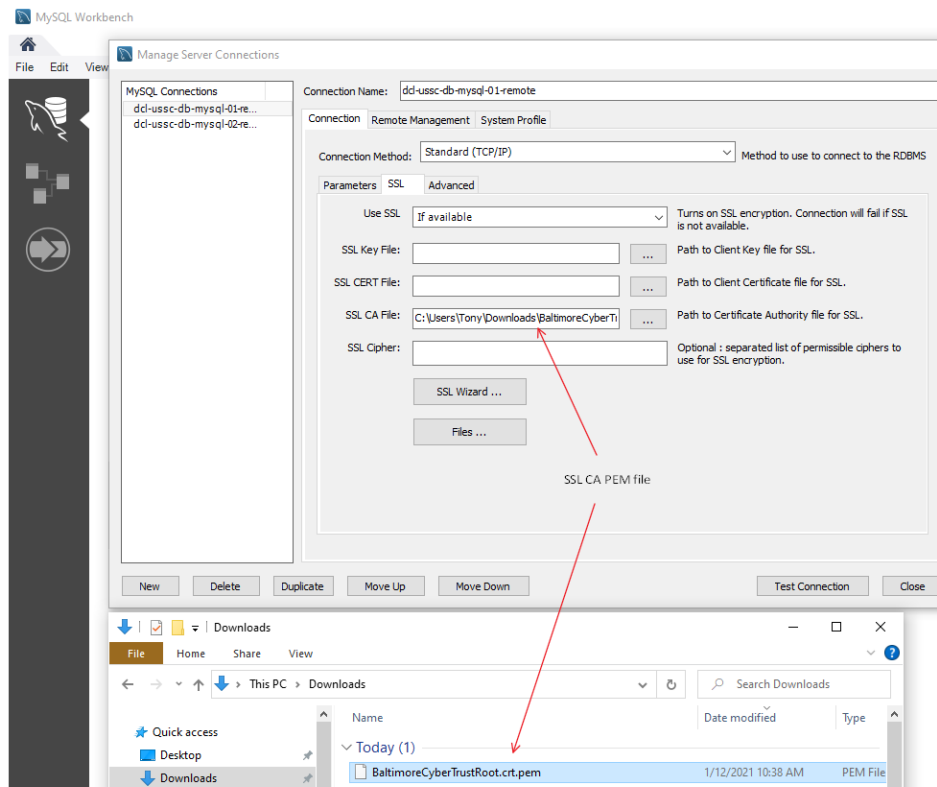 MySQL Workbench
File Edit View
Manage Server Connections
MySQL Connections
dcl-ussc-db-mysql-01-re...
dcl-ussc-db-mysql-02-re...
Connection Name: dcl-ussc-db-mysql-01-remote
Connection Remote Management System Profile
Connection Method: Standard (TCP/IP) Method to use to connect to the RDBMS
Parameters SSL Advanced
Use SSL If available Turns on SSL encryption. Connection will fail if SSL
is not available.
SSL Key File: ... Path to Client Key file for SSL.
SSL CERT File: ... Path to Client Certificate file for SSL.
SSL CA File: C:\Users\Tony\Downloads\BaltimoreCyberTr ... Path to Certificate Authority file for SSL.
SSL Cipher: Optional : separated list of permissible ciphers to
use for SSL encryption.
SSL Wizard ...
Files ...
SSL CA PEM file
New Delete Duplicate Move Up Move Down Test Connection Close
Downloads
File Home Share View
This PC > Downloads Search Downloads
Name Date modified Type
Quick access
Today (1)
Desktop
BaltimoreCyberTrustRoot.crt.pem 1/12/2021 10:38 AM PEM File
Downloads